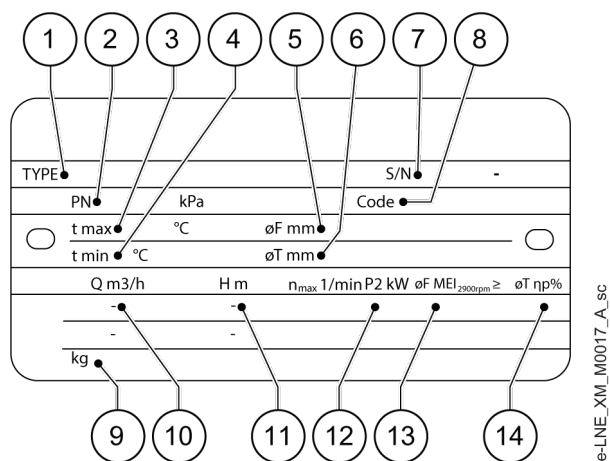 1 2 3 4 5 6 7 8
TYPE S/N -
PN kPa Code
t max °C øF mm
t min °C øT mm
Q m3/h H m nmax 1/min P2 kW øF MEI2900rpm ≥ øT ηp%
- -
- -
kg
9 10 11 12 13 14
e-LNE_XM_M0017_A_sc